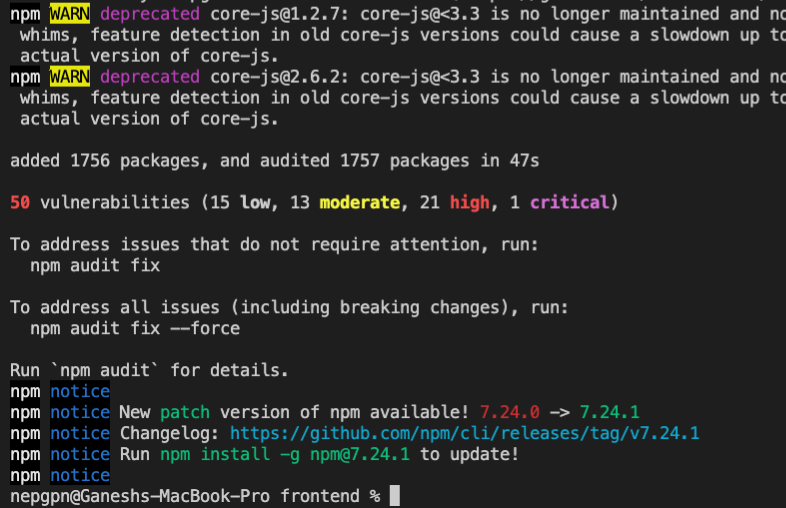 npm WARN deprecated core-js@1.2.7: core-js@<3.3 is no longer maintained and no
whims, feature detection in old core-js versions could cause a slowdown up to
actual version of core-js.
npm WARN deprecated core-js@2.6.2: core-js@<3.3 is no longer maintained and no
whims, feature detection in old core-js versions could cause a slowdown up to
actual version of core-js.
added 1756 packages, and audited 1757 packages in 47s
50 vulnerabilities (15 low, 13 moderate, 21 high, 1 critical)
To address issues that do not require attention, run:
npm audit fix
To address all issues (including breaking changes), run:
npm audit fix --force
Run `npm audit` for details.
npm notice
npm notice New patch version of npm available! 7.24.0 -> 7.24.1
npm notice Changelog: https://github.com/npm/cli/releases/tag/v7.24.1
npm notice Run npm install -g npm@7.24.1 to update!
npm notice
nepgpn@Ganeshs-MacBook-Pro frontend %